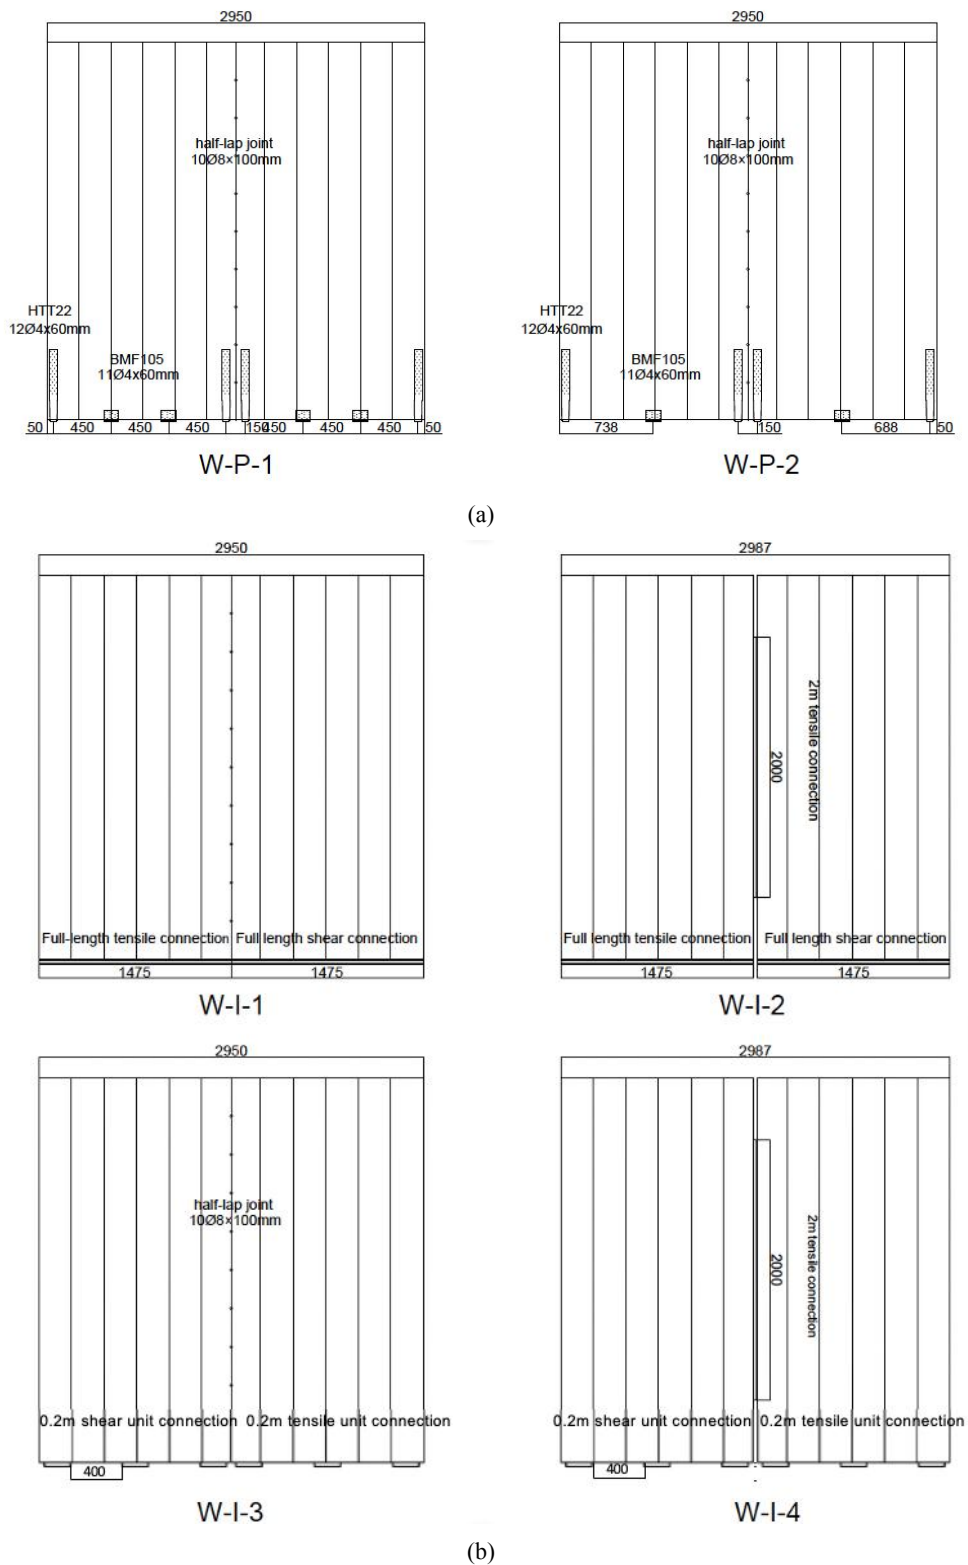 2950
2950
half-lap joint
10Ø8×100mm
half-lap joint
10Ø8×100mm
HTT22
12Ø4x60mm
BMF105
11Ø4x60mm
HTT22
12Ø4x60mm
BMF105
11Ø4x60mm
50 450 450 450 150 450 450 450 50
738 150 688 50
W-P-1
W-P-2
(a)
2950
2987
2m tensile connection
2000
Full-length tensile connection Full length shear connection
Full length tensile connection Full length shear connection
1475 1475
1475 1475
W-I-1
W-I-2
2950
2987
half-lap joint
10Ø8×100mm
2m tensile connection
2000
0.2m shear unit connection 0.2m tensile unit connection
0.2m shear unit connection 0.2m tensile unit connection
400
400
W-I-3
W-I-4
(b)